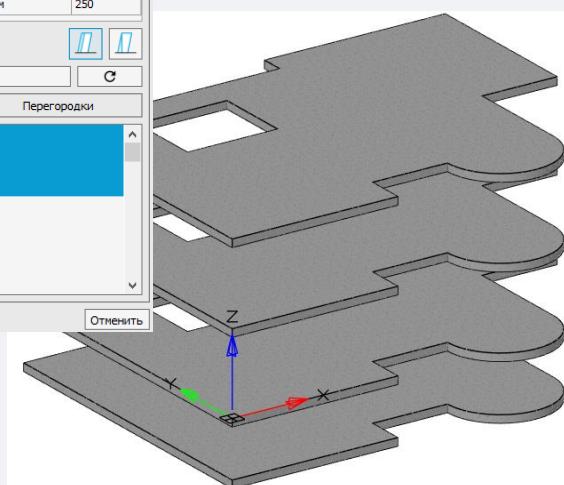 м 250
Перегородки
Отменить
Z
Y
X